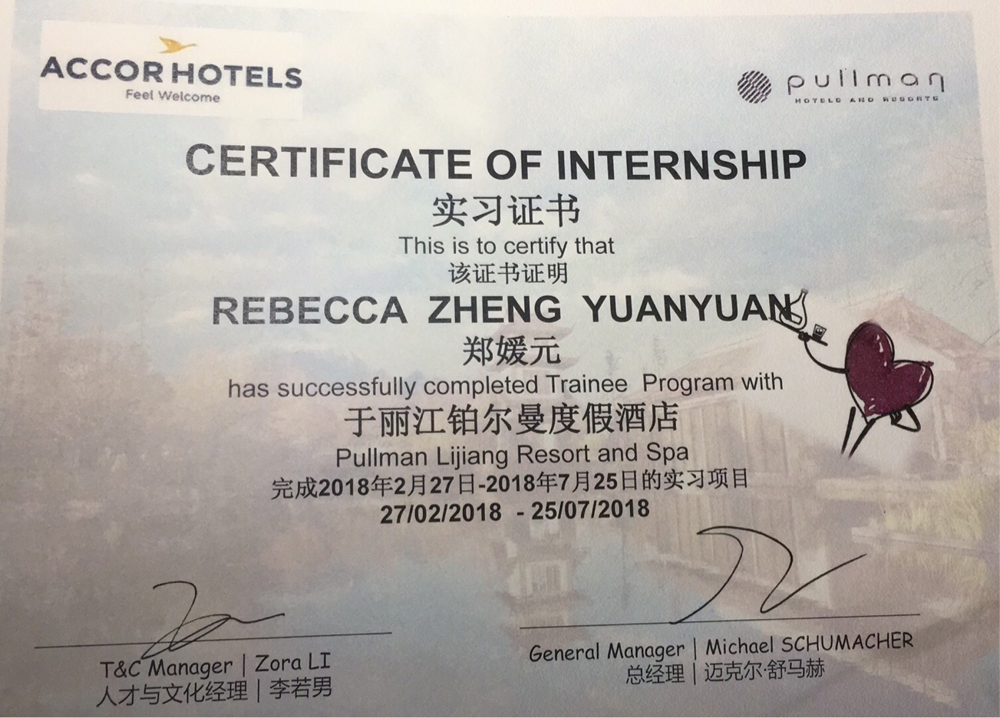 ACCOR HOTELS
Feel Welcome
pullman
HOTELS AND RESORTS
CERTIFICATE OF INTERNSHIP
实习证书
This is to certify that
该证书证明
REBECCA ZHENG YUANYUAN
郑媛元
has successfully completed Trainee Program with
于丽江铂尔曼度假酒店
Pullman Lijiang Resort and Spa
完成2018年2月27日-2018年7月25日的实习项目
27/02/2018 - 25/07/2018
T&C Manager | Zora LI
人才与文化经理 | 李若男
General Manager | Michael SCHUMACHER
总经理 | 迈克尔·舒马赫